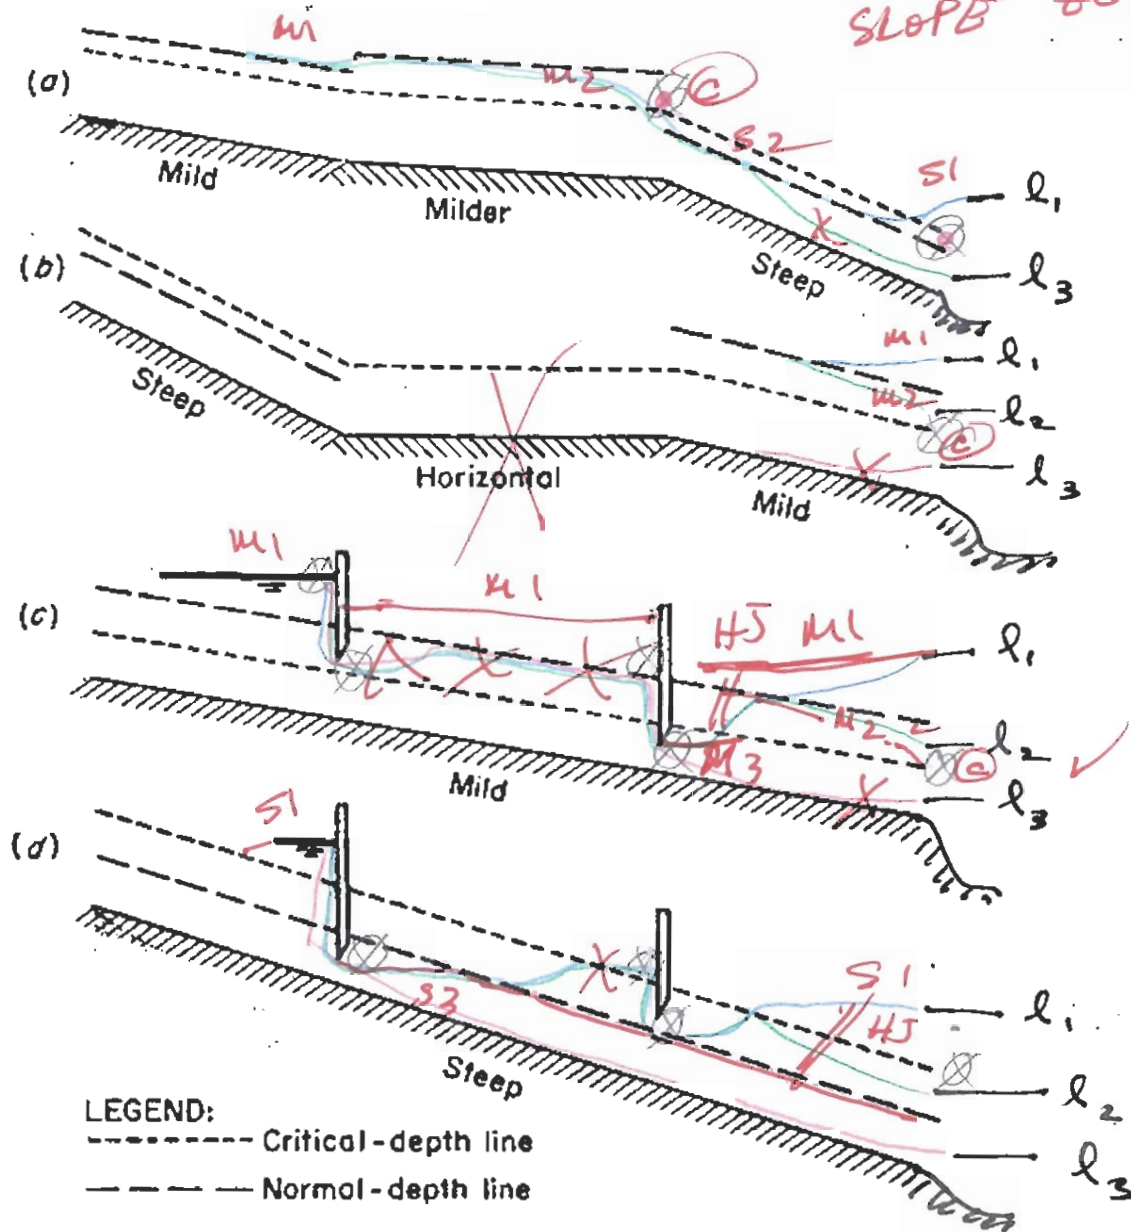 SLOPE
M1
(a)
M2
C
S2
S1
l1
Mild
Milder
X
Steep
l3
(b)
M1
l1
Steep
M2
l2
C
Horizontal
X
l3
Mild
M1
M1
(c)
HJ M1
l1
X X X
M2
l2
C
M3
X
l3
Mild
S1
(d)
X
S1
l1
S3
HJ
Steep
l2
LEGEND:
Critical-depth line
l3
Normal-depth line